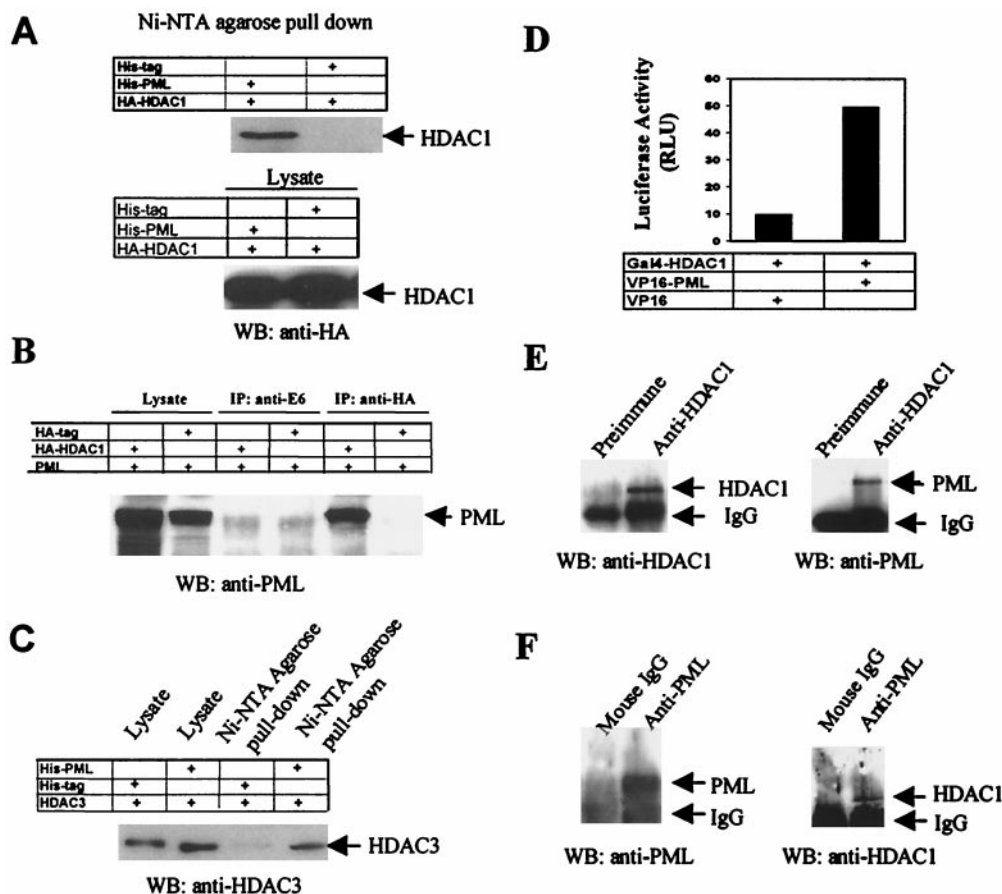 A
Ni-NTA agarose pull down
His-tag +
His-PML +
HA-HDAC1 + +
HDAC1
Lysate
His-tag +
His-PML +
HA-HDAC1 + +
HDAC1
WB: anti-HA
B
Lysate IP: anti-E6 IP: anti-HA
HA-tag + + +
HA-HDAC1 + + +
PML + + + + + +
PML
WB: anti-PML
C
Lysate
Lysate
Ni-NTA Agarose
pull-down
Ni-NTA Agarose
pull-down
His-PML + +
His-tag + +
HDAC3 + + + +
HDAC3
WB: anti-HDAC3
D
Luciferase Activity
(RLU)
60
50
40
30
20
10
0
Gal4-HDAC1 + +
VP16-PML +
VP16 +
E
Preimmune
Anti-HDAC1
HDAC1
IgG
WB: anti-HDAC1
Preimmune
Anti-HDAC1
PML
IgG
WB: anti-PML
F
Mouse IgG
Anti-PML
PML
IgG
WB: anti-PML
Mouse IgG
Anti-PML
HDAC1
IgG
WB: anti-HDAC1